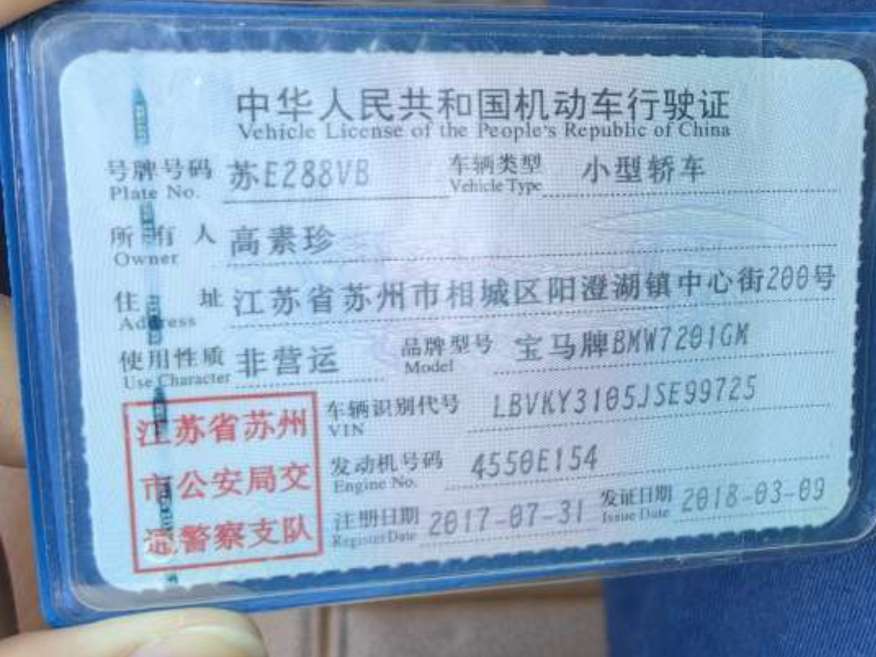 中华人民共和国机动车行驶证
Vehicle License of the People's Republic of China
号牌号码 苏E288VB 车辆类型 小型轿车
Plate No. Vehicle Type
所有人 高素珍
Owner
住址 江苏省苏州市相城区阳澄湖镇中心街200号
Address
使用性质 非营运 品牌型号 宝马牌BMW7201GM
Use Character Model
江苏省苏州
市公安局交
通警察支队
车辆识别代号 LBVKY3105JSE99725
VIN
发动机号码 4550E154
Engine No.
注册日期 2017-07-31 发证日期 2018-03-09
Register Date Issue Date